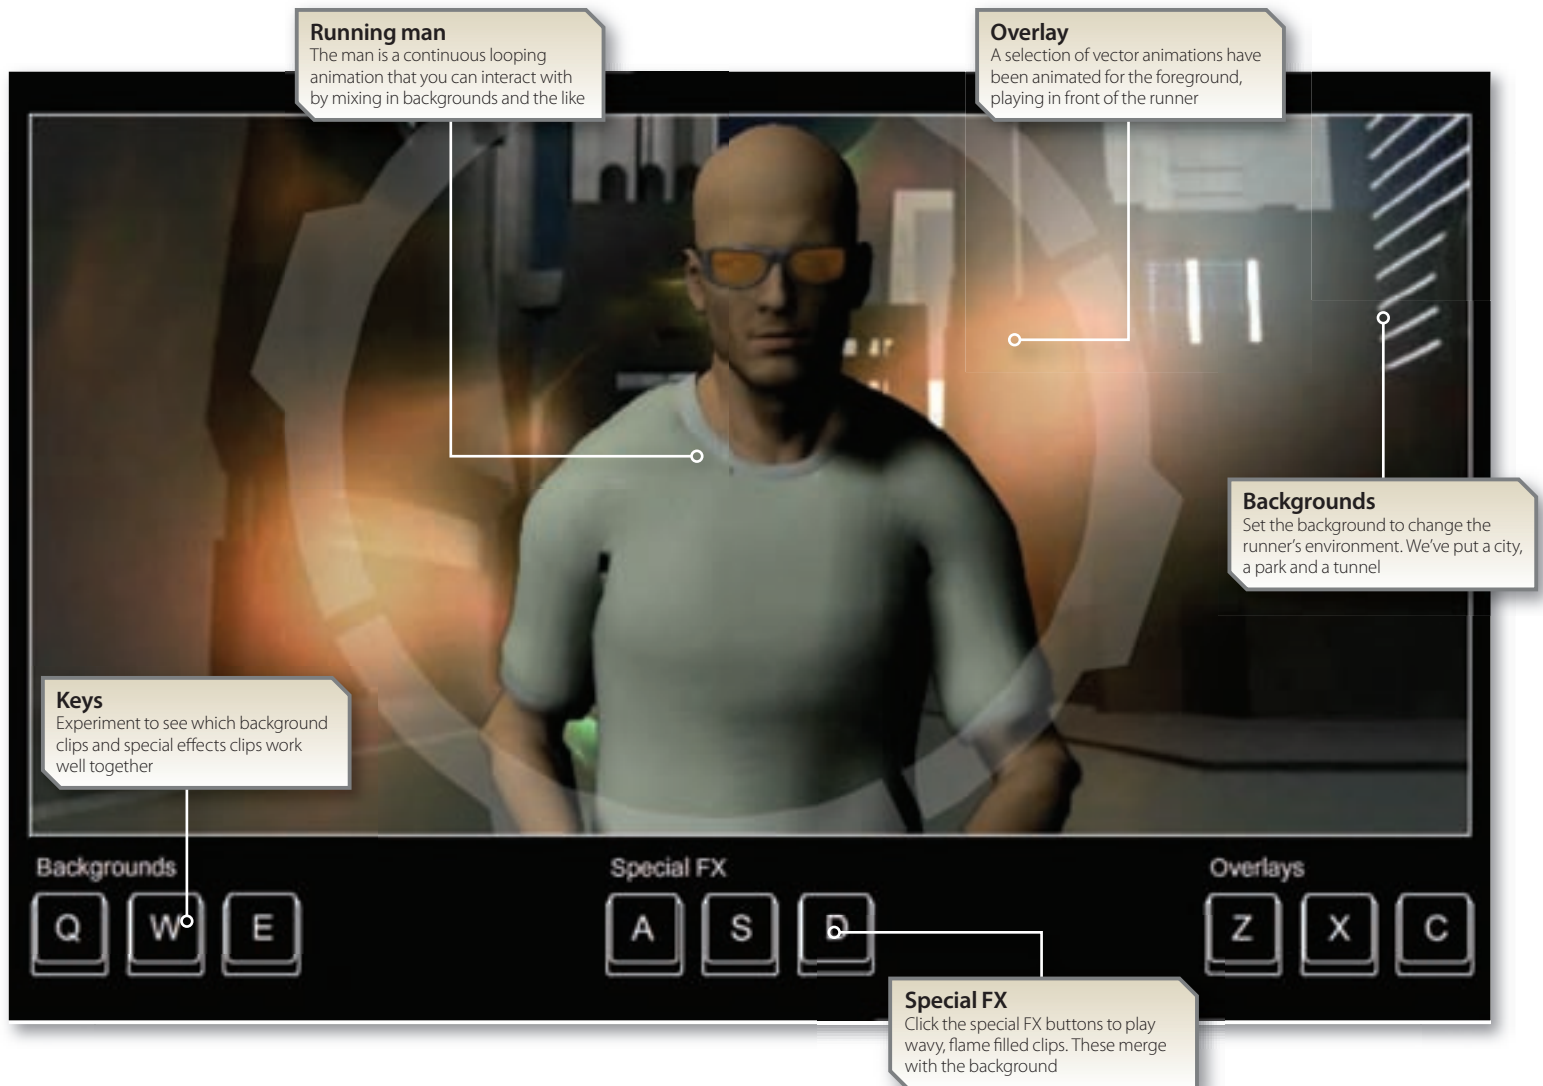 Running man
The man is a continuous looping
animation that you can interact with
by mixing in backgrounds and the like
Overlay
A selection of vector animations have
been animated for the foreground,
playing in front of the runner
Backgrounds
Set the background to change the
runner's environment. We've put a city,
a park and a tunnel
Keys
Experiment to see which background
clips and special effects clips work
well together
Backgrounds
Q W E
Special FX
A S D
Overlays
Z X C
Special FX
Click the special FX buttons to play
wavy, flame filled clips. These merge
with the background